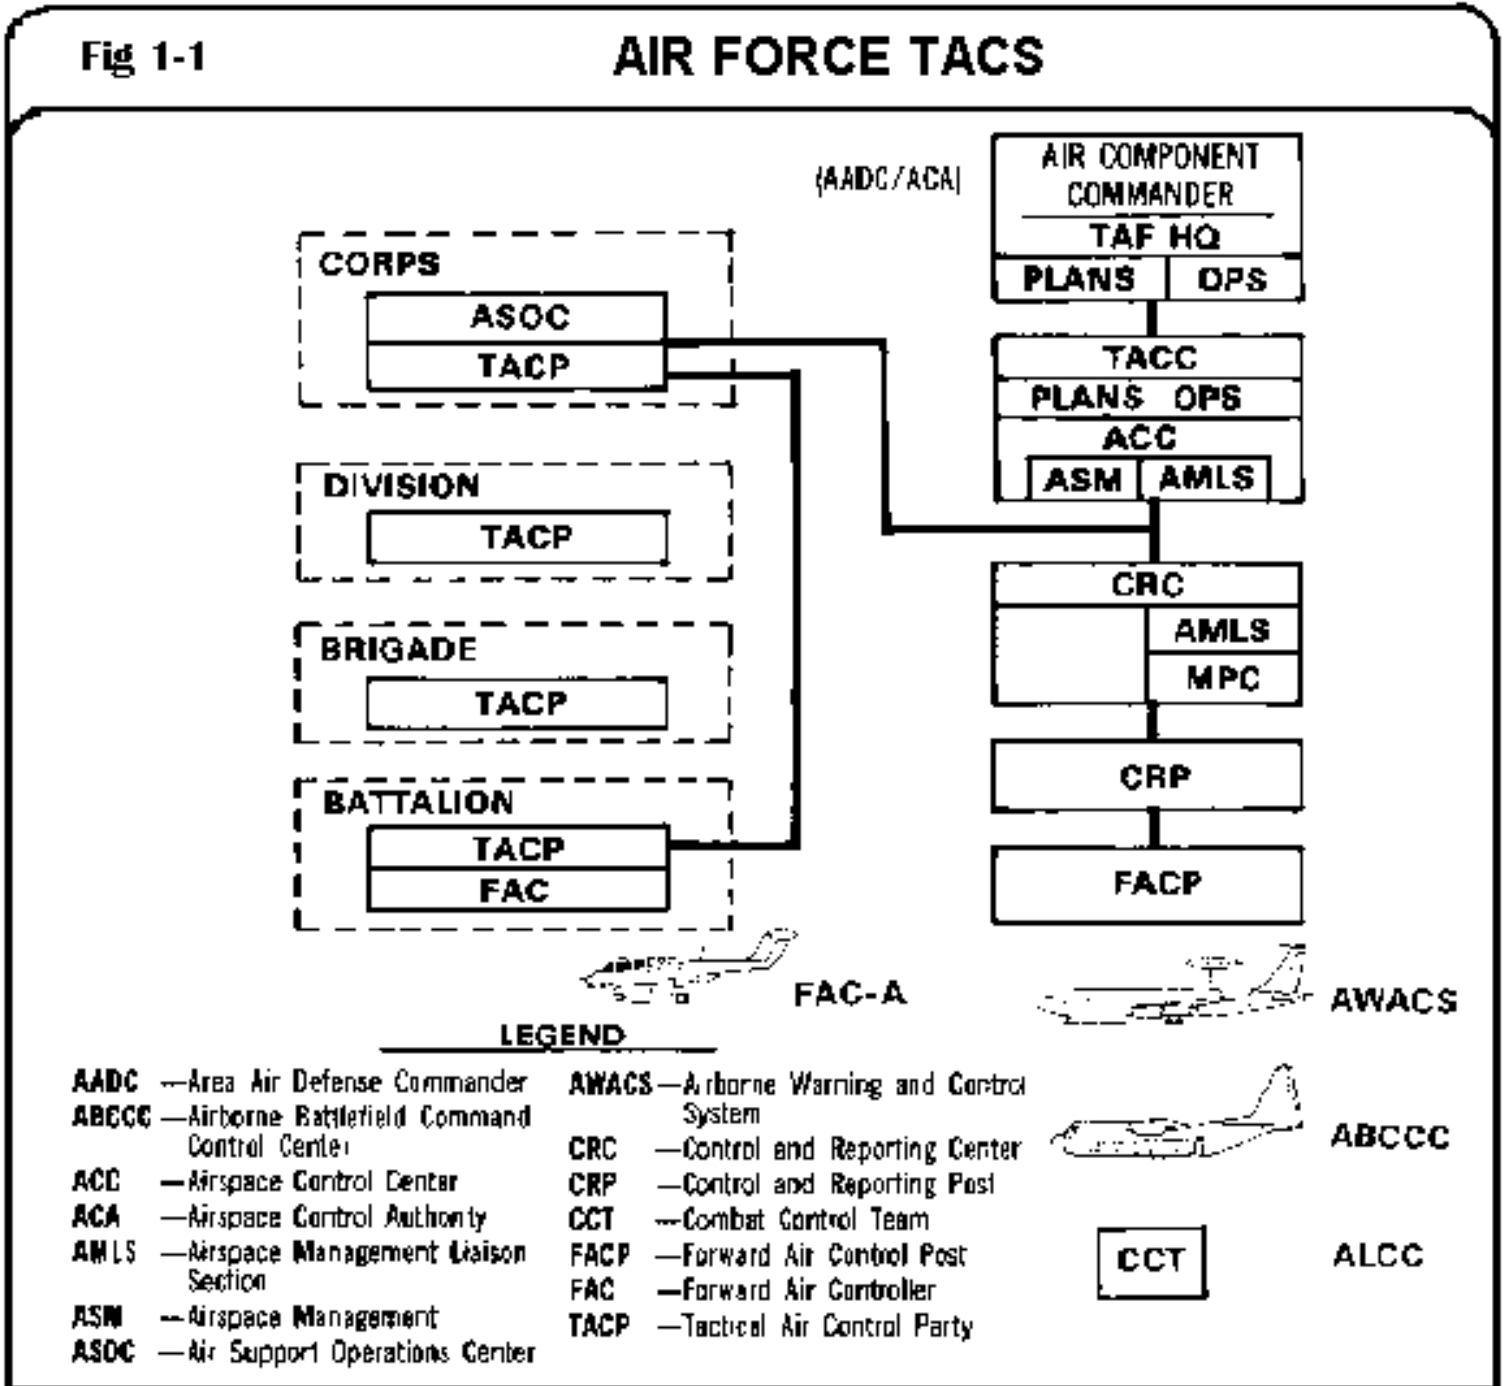 Fig 1-1
AIR FORCE TACS
(AADC/ACA)
AIR COMPONENT
COMMANDER
TAF HQ
PLANS OPS
CORPS
ASOC
TACP
TACC
PLANS OPS
ACC
ASM AMLS
DIVISION
TACP
CRC
AMLS
MPC
BRIGADE
TACP
CRP
BATTALION
TACP
FAC
FACP
FAC-A
AWACS
ABCCC
CCT
ALCC
LEGEND
AADC —Area Air Defense Commander
ABCCC —Airborne Battlefield Command
Control Center
ACC —Airspace Control Center
ACA —Airspace Control Authority
AMLS —Airspace Management Liaison
Section
ASM —Airspace Management
ASOC —Air Support Operations Center
AWACS—Airborne Warning and Control
System
CRC —Control and Reporting Center
CRP —Control and Reporting Post
CCT —Combat Control Team
FACP —Forward Air Control Post
FAC —Forward Air Controller
TACP —Tactical Air Control Party